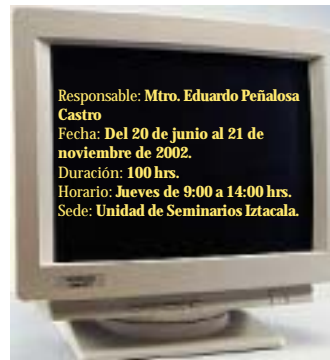 Responsable: Mtro. Eduardo Peñalosa
Castro
Fecha: Del 20 de junio al 21 de
noviembre de 2002.
Duración: 100 hrs.
Horario: Jueves de 9:00 a 14:00 hrs.
Sede: Unidad de Seminarios Iztacala.